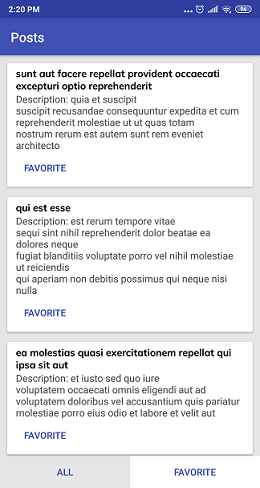 2:20 PM
94
Posts
sunt aut facere repellat provident occaecati
excepturi optio reprehenderit
Description: quia et suscipit
suscipit recusandae consequuntur expedita et cum
reprehenderit molestiae ut ut quas totam
nostrum rerum est autem sunt rem eveniet
architecto
FAVORITE
qui est esse
Description: est rerum tempore vitae
sequi sint nihil reprehenderit dolor beatae ea
dolores neque
fugiat blanditiis voluptate porro vel nihil molestiae
ut reiciendis
qui aperiam non debitis possimus qui neque nisi
nulla
FAVORITE
ea molestias quasi exercitationem repellat qui
ipsa sit aut
Description: et iusto sed quo iure
voluptatem occaecati omnis eligendi aut ad
voluptatem doloribus vel accusantium quis pariatur
molestiae porro eius odio et labore et velit aut
FAVORITE
ALL
FAVORITE